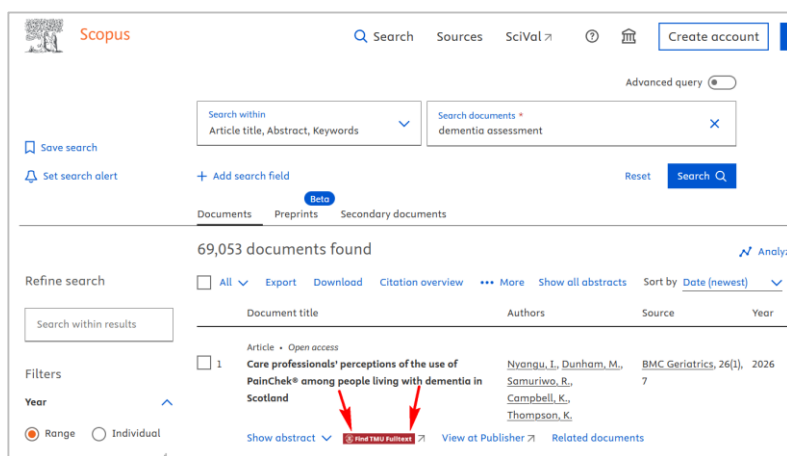 Scopus
Search Sources SciVal Create account
Advanced query
Search within
Article title, Abstract, Keywords
Search documents *
dementia assessment
Save search
Set search alert
+ Add search field
Reset Search
Beta
Documents Preprints Secondary documents
69,053 documents found
Analyz
Refine search
All Export Download Citation overview ••• More Show all abstracts Sort by Date (newest)
Search within results
Document title Authors Source Year
Article • Open access
1 Care professionals' perceptions of the use of PainChek® among people living with dementia in Scotland
Nyangu, I., Dunham, M., Samuriwo, R., Campbell, K., Thompson, K.
BMC Geriatrics, 26(1), 7
2026
Filters
Year
Range Individual
Show abstract Find TMU Fulltext View at Publisher Related documents